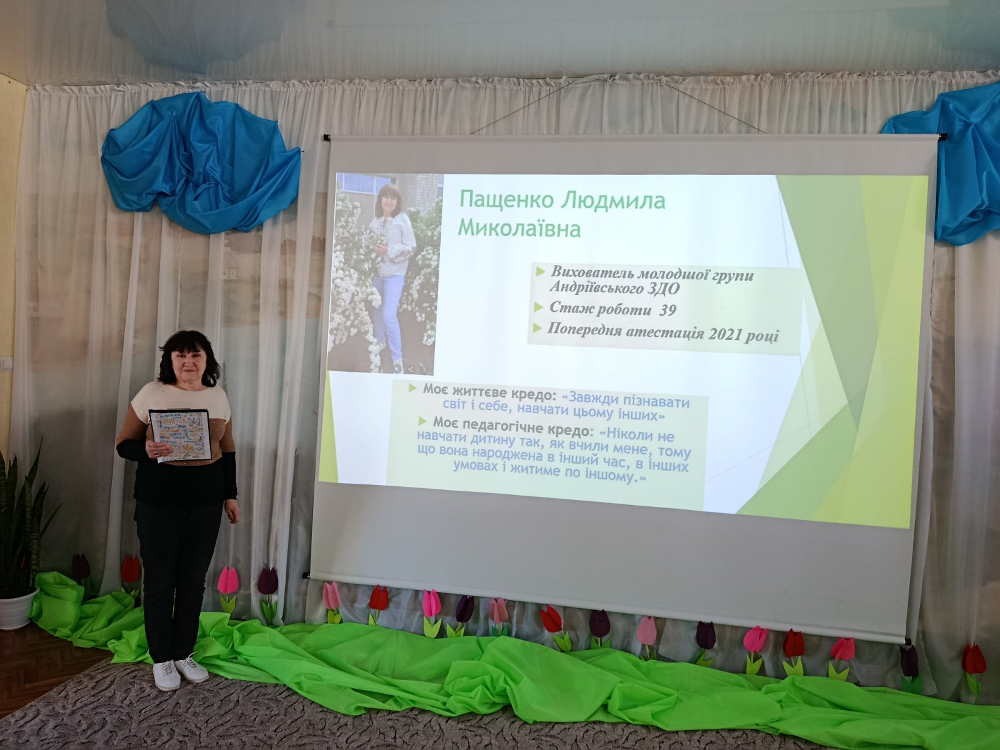 Пащенко Людмила
Миколаївна
Вихователь молодшої групи
Андріївського ЗДО
Стаж роботи 39
Попередня атестація 2021 році
Моє життєве кредо: «Завжди пізнавати
світ і себе, навчати цьому інших»
Моє педагогічне кредо: «Ніколи не
навчати дитину так, як вчили мене, тому
що вона народжена в інший час, в інших
умовах і житиме по іншому.»